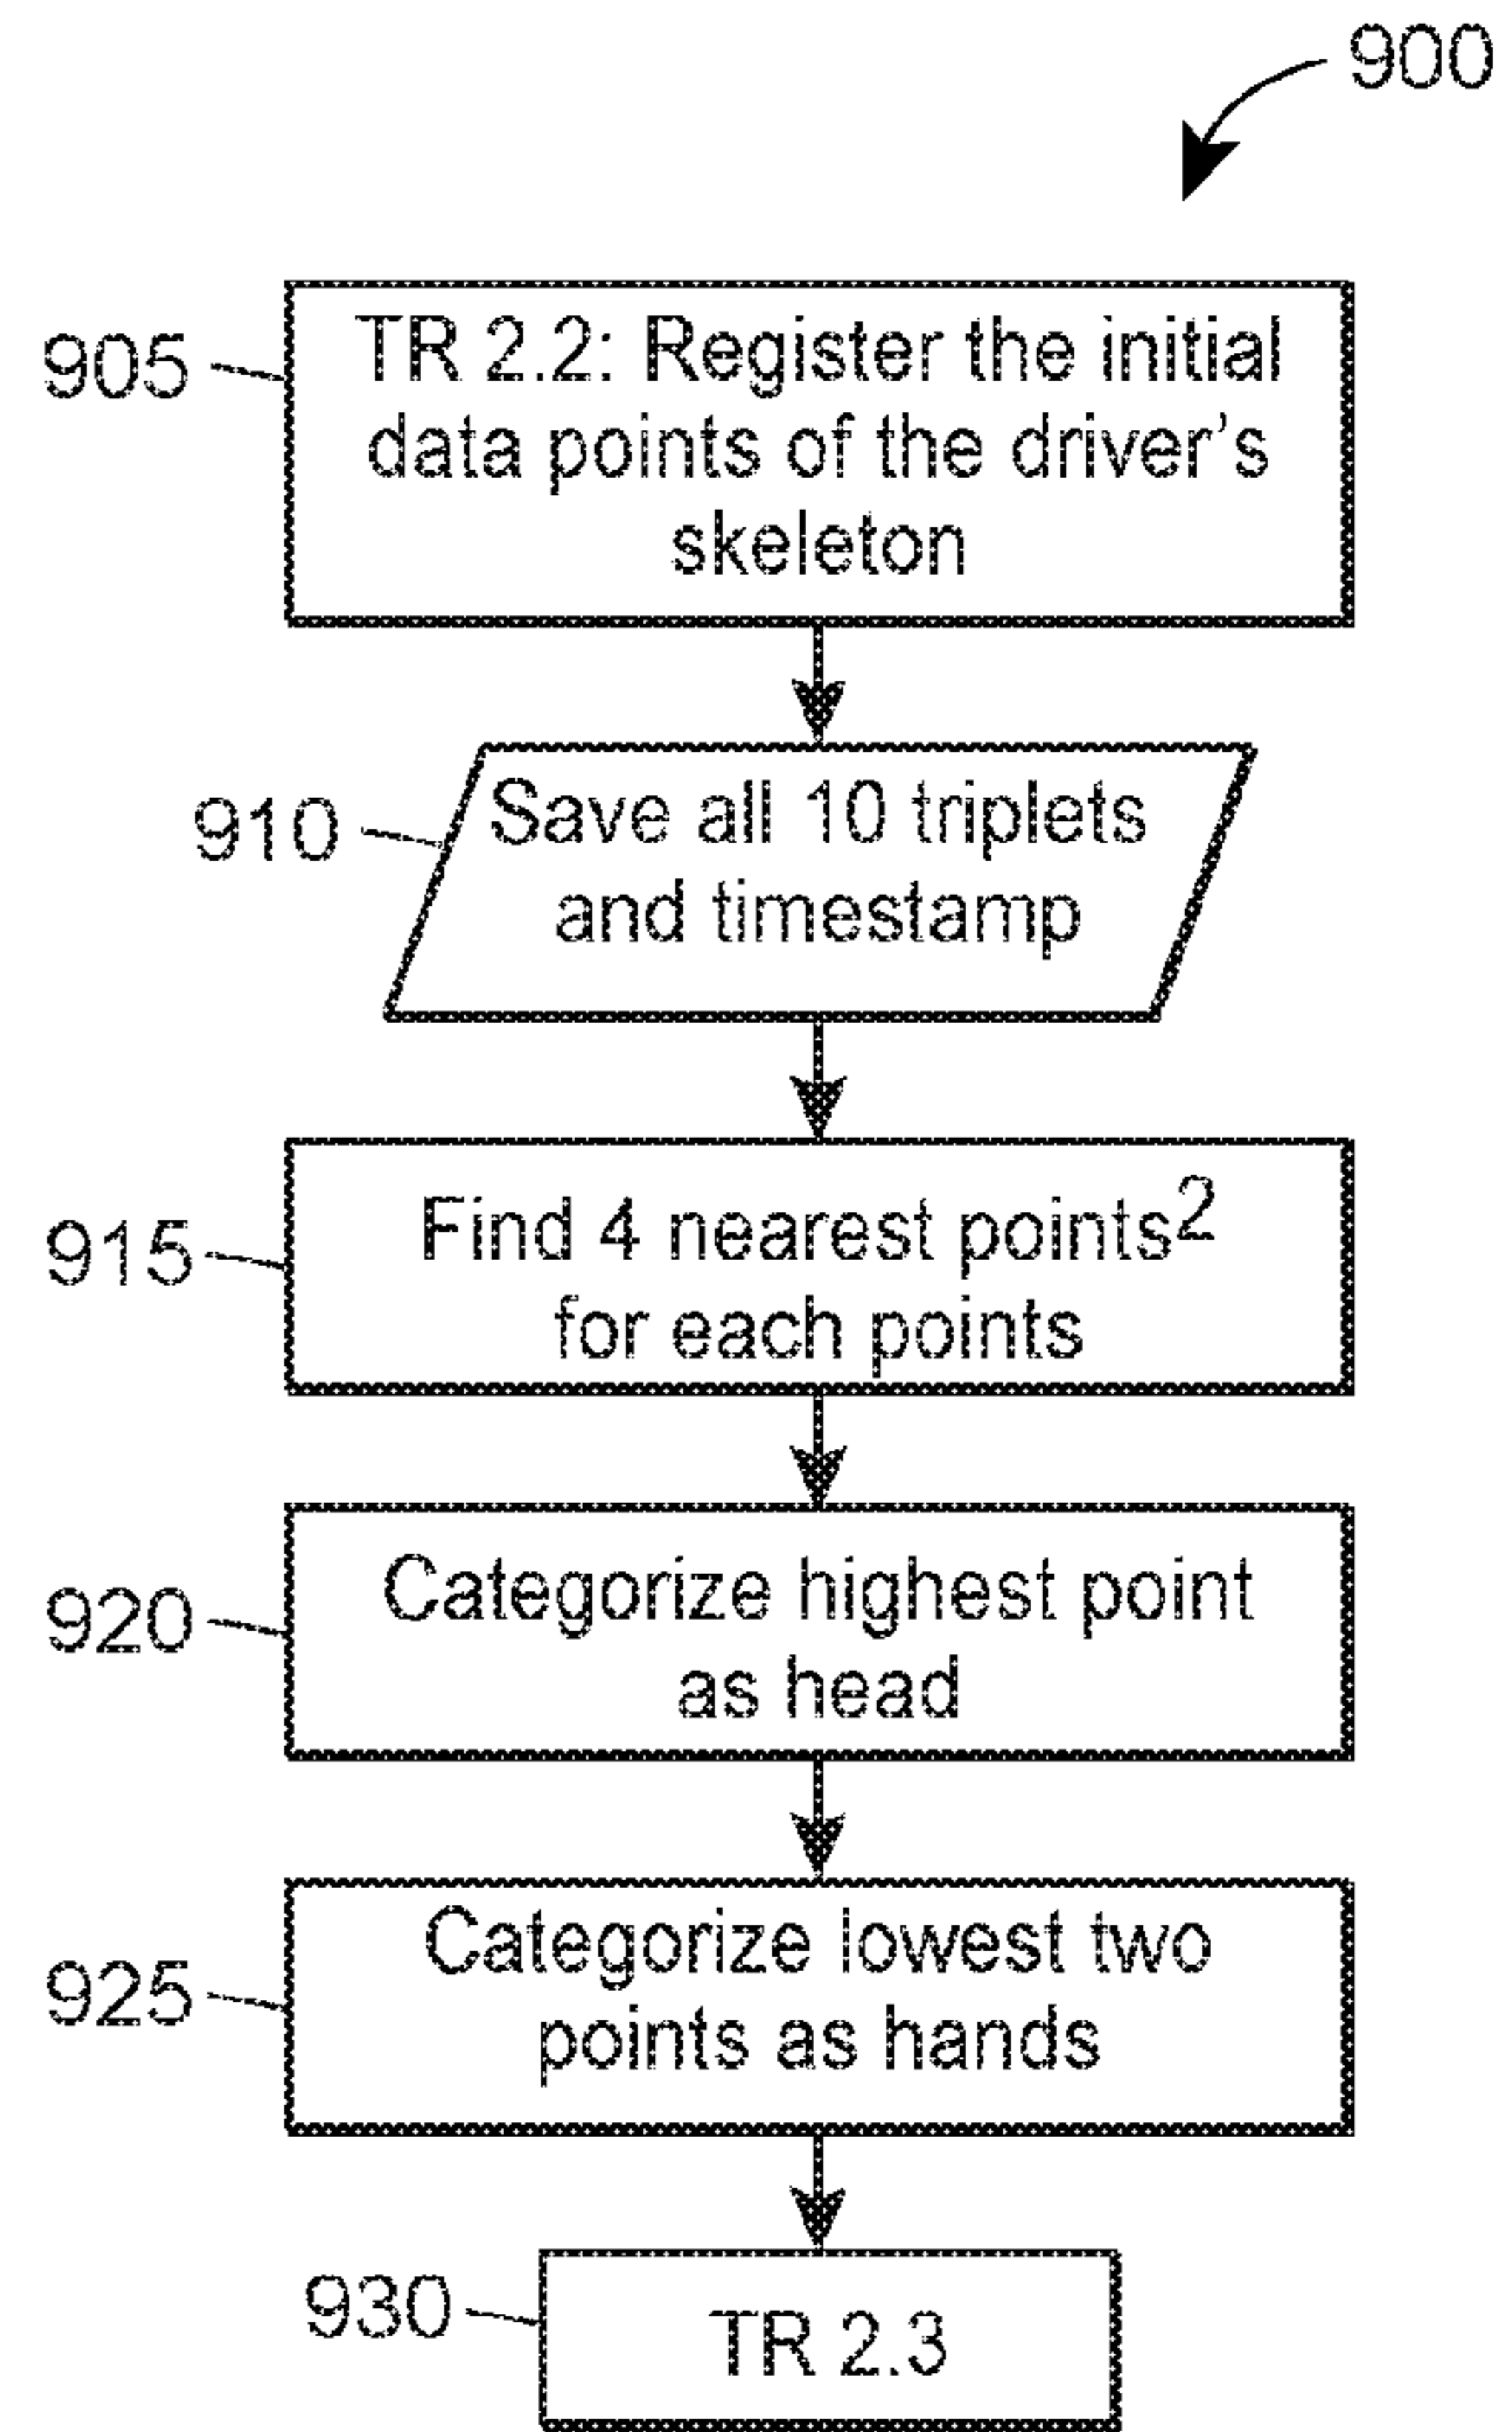 900
905
TR 2.2: Register the initial
data points of the driver's
skeleton
910
Save all 10 triplets
and timestamp
915
Find 4 nearest points2
for each points
920
Categorize highest point
as head
925
Categorize lowest two
points as hands
930
TR 2.3